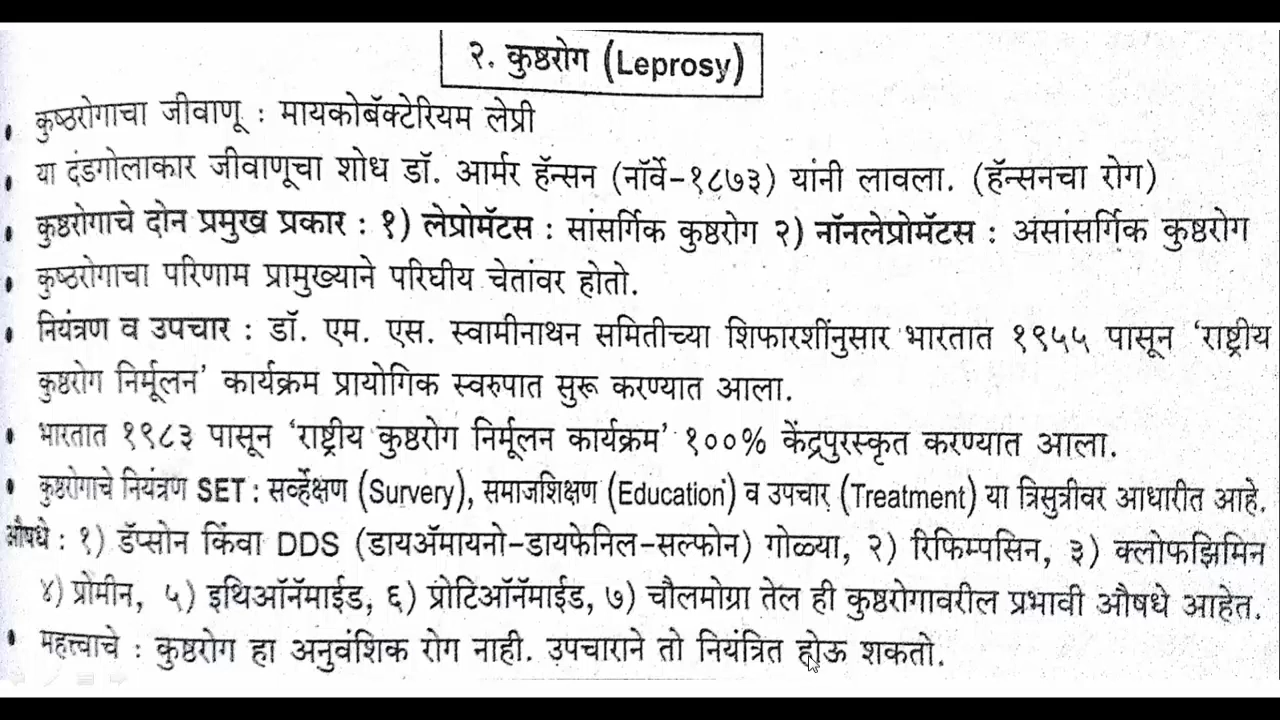 २. कुष्ठरोग (Leprosy)
• कुष्ठरोगाचा जीवाणू : मायकोबॅक्टेरियम लेप्री
• या दंडगोलाकार जीवाणूचा शोध डॉ. आर्मर हॅन्सन (नॉर्वे-१८७३) यांनी लावला. (हॅन्सनचा रोग)
• कुष्ठरोगाचे दोन प्रमुख प्रकार : १) लेप्रोमॅटस : सांसर्गिक कुष्ठरोग २) नॉनलेप्रोमॅटस : अंसांसर्गिक कुष्ठरोग
• कुष्ठरोगाचा परिणाम प्रामुख्याने परिघीय चेतांवर होतो.
• नियंत्रण व उपचार : डॉ. एम. एस. स्वामीनाथन समितीच्या शिफारशींनुसार भारतात १९५५ पासून ‘राष्ट्रीय
कुष्ठरोग निर्मूलन’ कार्यक्रम प्रायोगिक स्वरुपात सुरू करण्यात आला.
• भारतात १९८३ पासून ‘राष्ट्रीय कुष्ठरोग निर्मूलन कार्यक्रम’ १००% केंद्रपुरस्कृत करण्यात आला.
• कुष्ठरोगाचे नियंत्रण SET : सर्व्हेक्षण (Survery), समाजशिक्षण (Education) व उपचार (Treatment) या त्रिसुत्रीवर आधारीत आहे.
औषधे : १) डॅप्सोन किंवा DDS (डायॲमायनो-डायफेनिल-सल्फोन) गोळ्या, २) रिफिम्पसिन, ३) क्लोफझिमिन
४) प्रोमीन, ५) इथिऑनॅमाईड, ६) प्रोटिऑनॅमाईड, ७) चौलमोग्रा तेल ही कुष्ठरोगावरील प्रभावी औषधे आहेत.
• महत्त्वाचे : कुष्ठरोग हा अनुवंशिक रोग नाही. उपचाराने तो नियंत्रित होऊ शकतो.